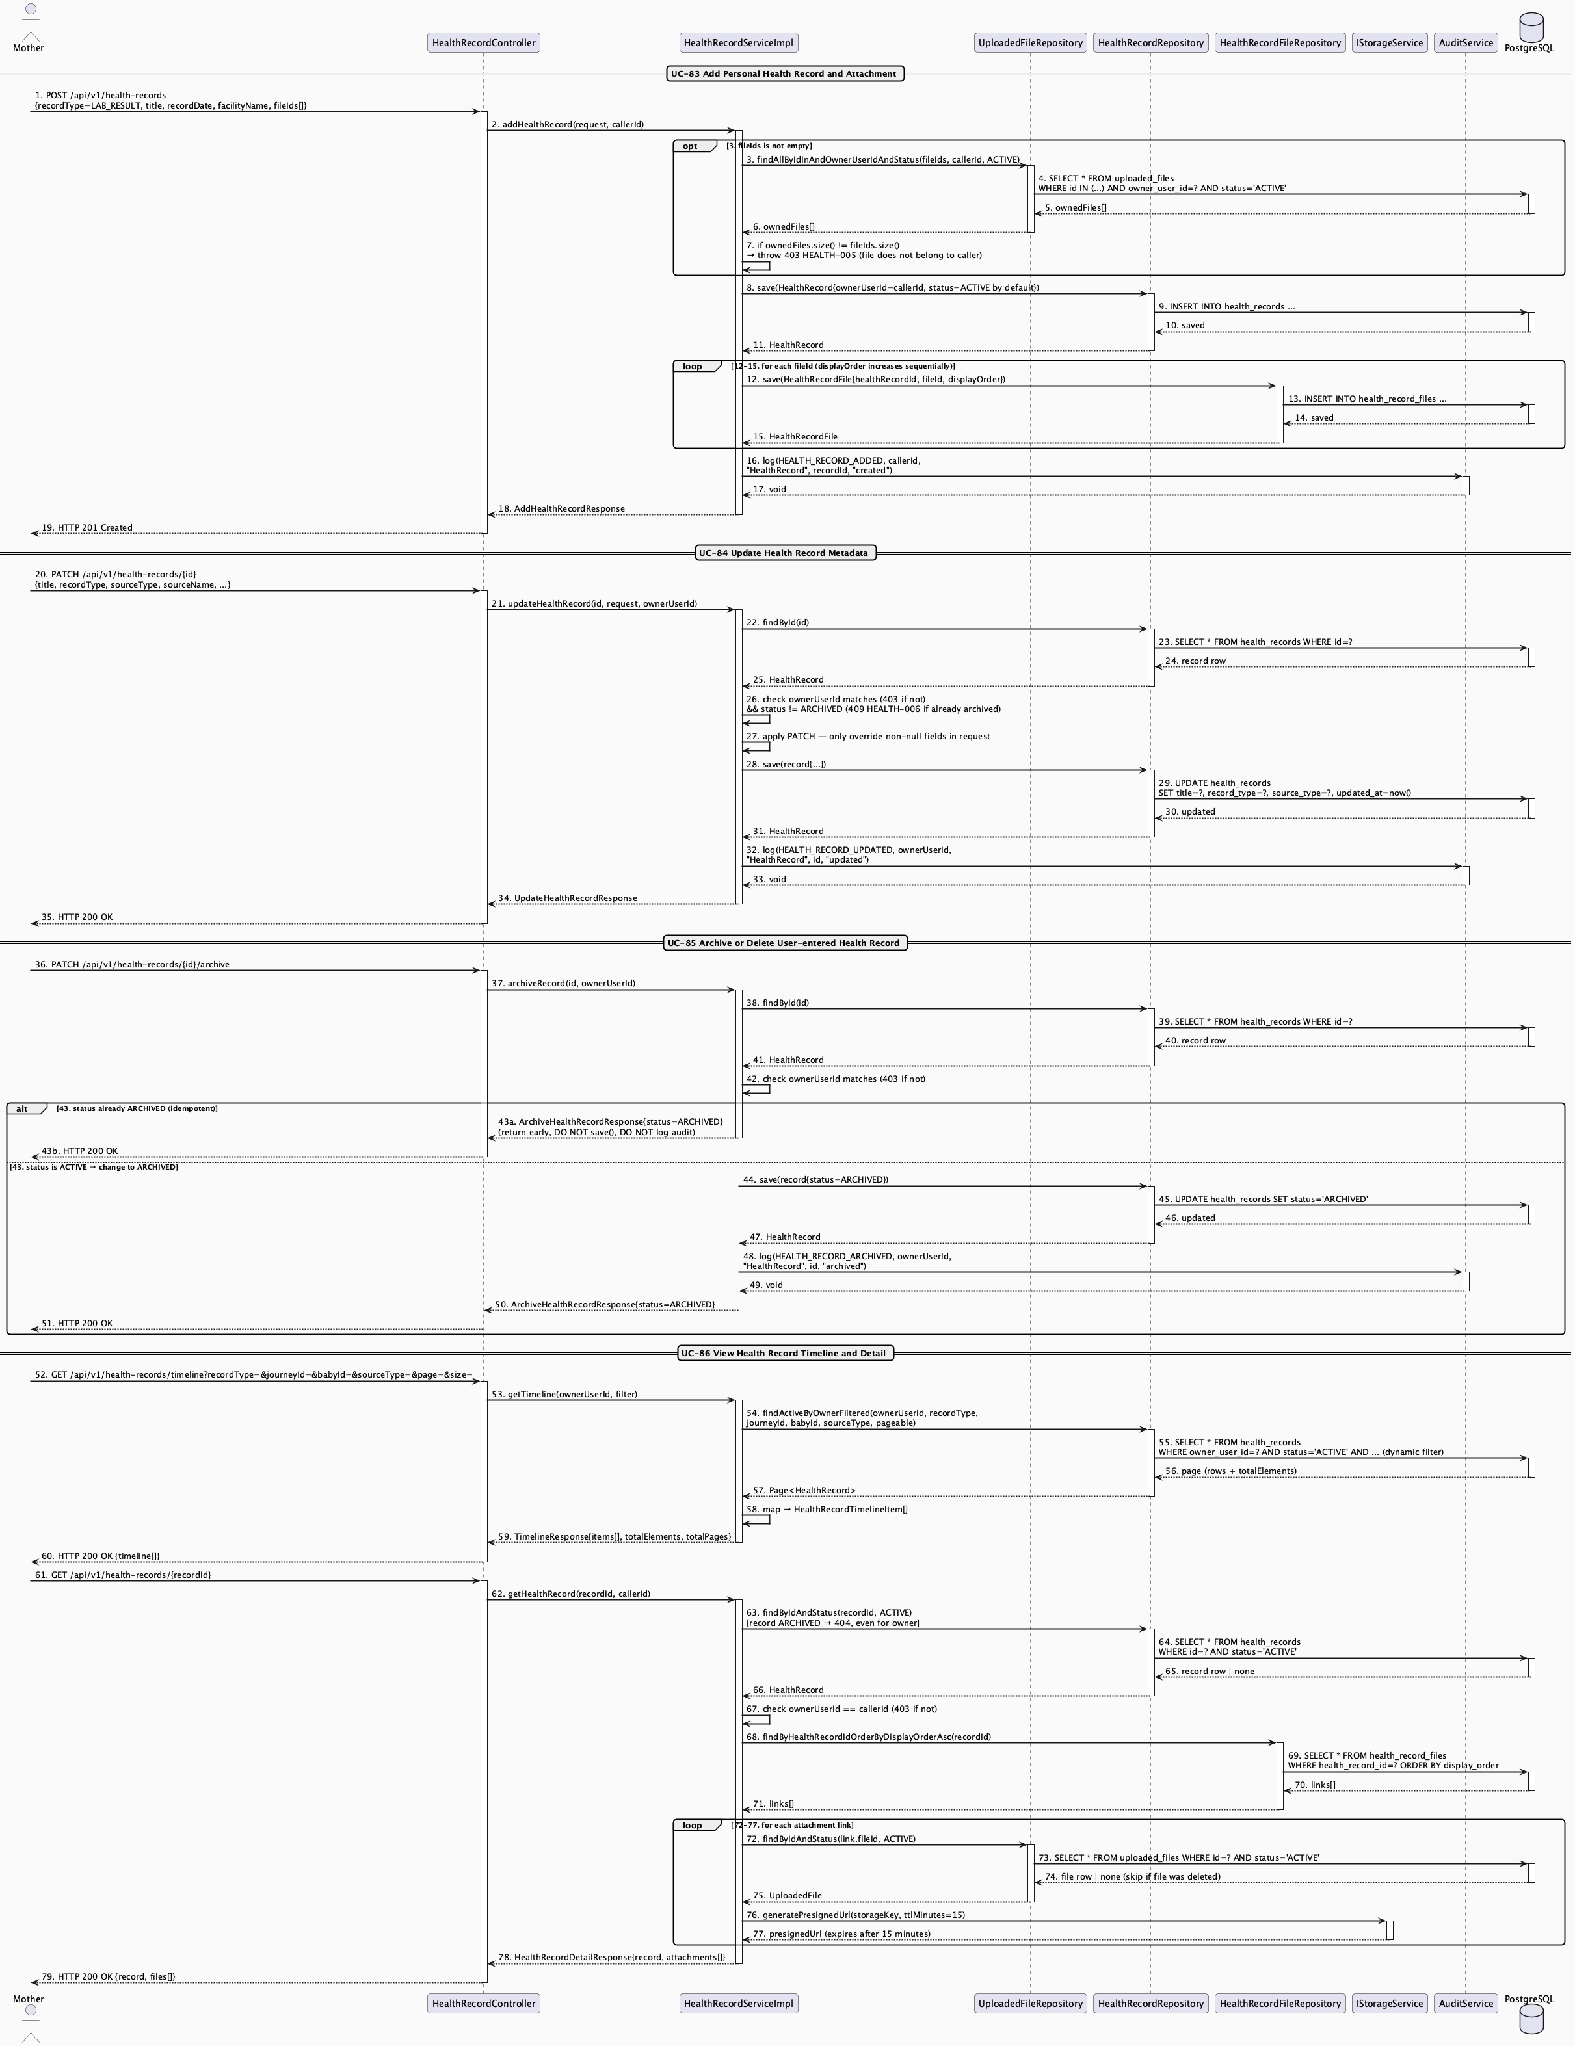 Mother
HealthRecordController
HealthRecordServiceImpl
UploadedFileRepository
HealthRecordRepository
HealthRecordFileRepository
IStorageService
AuditService
PostgreSQL
UC-83 Add Personal Health Record and Attachment
1. POST /api/v1/health-records
{recordType=LAB_RESULT, title, recordDate, facilityName, fileIds[]}
2. addHealthRecord(request, callerId)
opt
[3. fileIds is not empty]
3. findAllByIdInAndOwnerUserIdAndStatus(fileIds, callerId, ACTIVE)
4. SELECT * FROM uploaded_files
WHERE id IN (...) AND owner_user_id=? AND status='ACTIVE'
5. ownedFiles[]
6. ownedFiles[]
7. if ownedFiles.size() != fileIds.size()
→ throw 403 HEALTH-005 (file does not belong to caller)
8. save(HealthRecord{ownerUserId=callerId, status=ACTIVE by default})
9. INSERT INTO health_records ...
10. saved
11. HealthRecord
loop
[12-15. for each fileId (displayOrder increases sequentially)]
12. save(HealthRecordFile{healthRecordId, fileId, displayOrder})
13. INSERT INTO health_record_files ...
14. saved
15. HealthRecordFile
16. log(HEALTH_RECORD_ADDED, callerId,
"HealthRecord", recordId, "created")
17. void
18. AddHealthRecordResponse
19. HTTP 201 Created
UC-84 Update Health Record Metadata
20. PATCH /api/v1/health-records/{id}
{title, recordType, sourceType, sourceName, ...}
21. updateHealthRecord(id, request, ownerUserId)
22. findById(id)
23. SELECT * FROM health_records WHERE id=?
24. record row
25. HealthRecord
26. check ownerUserId matches (403 if not)
&& status != ARCHIVED (409 HEALTH-006 if already archived)
27. apply PATCH — only override non-null fields in request
28. save(record{...})
29. UPDATE health_records
SET title=?, record_type=?, source_type=?, updated_at=now()
30. updated
31. HealthRecord
32. log(HEALTH_RECORD_UPDATED, ownerUserId,
"HealthRecord", id, "updated")
33. void
34. UpdateHealthRecordResponse
35. HTTP 200 OK
UC-85 Archive or Delete User-entered Health Record
36. PATCH /api/v1/health-records/{id}/archive
37. archiveRecord(id, ownerUserId)
38. findById(id)
39. SELECT * FROM health_records WHERE id=?
40. record row
41. HealthRecord
42. check ownerUserId matches (403 if not)
alt
[43. status already ARCHIVED (idempotent)]
43a. ArchiveHealthRecordResponse{status=ARCHIVED}
(return early, DO NOT save(), DO NOT log audit)
43b. HTTP 200 OK
[43. status is ACTIVE → change to ARCHIVED]
44. save(record{status=ARCHIVED})
45. UPDATE health_records SET status='ARCHIVED'
46. updated
47. HealthRecord
48. log(HEALTH_RECORD_ARCHIVED, ownerUserId,
"HealthRecord", id, "archived")
49. void
50. ArchiveHealthRecordResponse{status=ARCHIVED}
51. HTTP 200 OK
UC-86 View Health Record Timeline and Detail
52. GET /api/v1/health-records/timeline?recordType=&journeyId=&babyId=&sourceType=&page=&size=
53. getTimeline(ownerUserId, filter)
54. findActiveByOwnerFiltered(ownerUserId, recordType,
journeyId, babyId, sourceType, pageable)
55. SELECT * FROM health_records
WHERE owner_user_id=? AND status='ACTIVE' AND ... (dynamic filter)
56. page (rows + totalElements)
57. Page<HealthRecord>
58. map → HealthRecordTimelineItem[]
59. TimelineResponse{items[], totalElements, totalPages}
60. HTTP 200 OK {timeline[]}
61. GET /api/v1/health-records/{recordId}
62. getHealthRecord(recordId, callerId)
63. findByIdAndStatus(recordId, ACTIVE)
[record ARCHIVED → 404, even for owner]
64. SELECT * FROM health_records
WHERE id=? AND status='ACTIVE'
65. record row | none
66. HealthRecord
67. check ownerUserId == callerId (403 if not)
68. findByHealthRecordIdOrderByDisplayOrderAsc(recordId)
69. SELECT * FROM health_record_files
WHERE health_record_id=? ORDER BY display_order
70. links[]
71. links[]
loop
[72-77. for each attachment link]
72. findByIdAndStatus(link.fileId, ACTIVE)
73. SELECT * FROM uploaded_files WHERE id=? AND status='ACTIVE'
74. file row | none (skip if file was deleted)
75. UploadedFile
76. generatePresignedUrl(storageKey, ttlMinutes=15)
77. presignedUrl (expires after 15 minutes)
78. HealthRecordDetailResponse{record, attachments[]}
79. HTTP 200 OK {record, files[]}
Mother
HealthRecordController
HealthRecordServiceImpl
UploadedFileRepository
HealthRecordRepository
HealthRecordFileRepository
IStorageService
AuditService
PostgreSQL